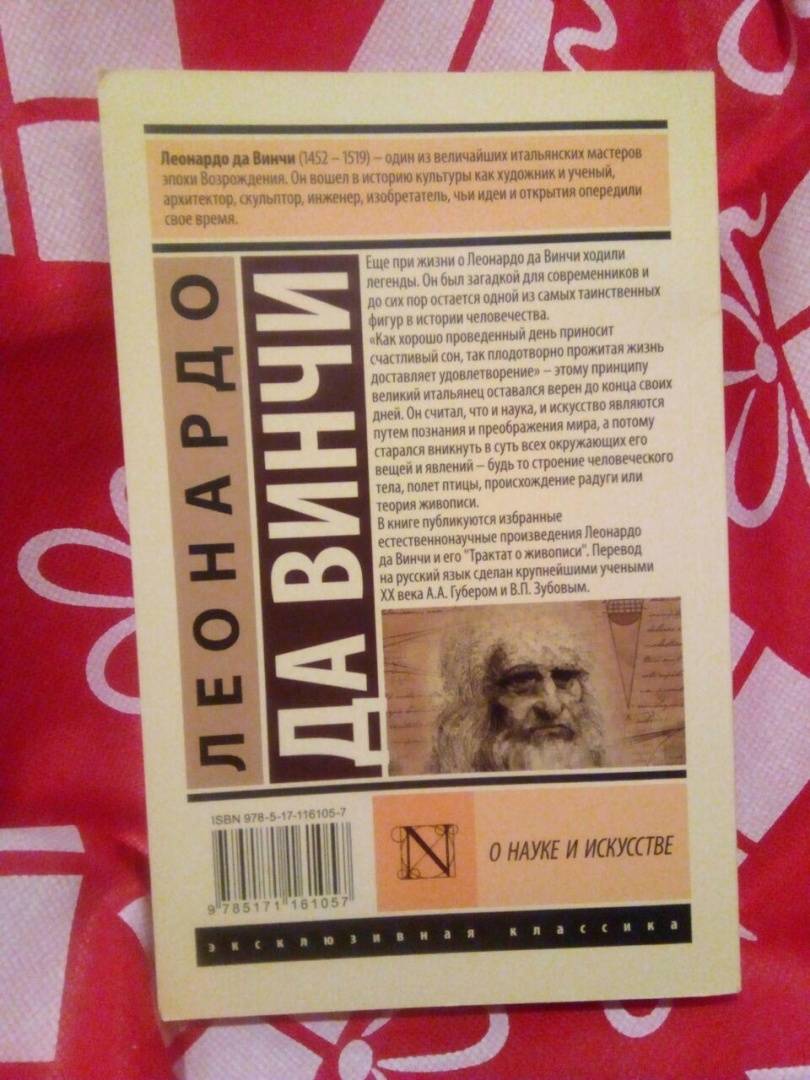 Леонардо да Винчи (1452 – 1519) – один из величайших итальянских мастеров
эпохи Возрождения. Он вошел в историю культуры как художник и ученый,
архитектор, скульптор, инженер, изобретатель, чьи идеи и открытия опередили
свое время.
ЛЕОНАРДО
ДА ВИНЧИ
Еще при жизни о Леонардо да Винчи ходили
легенды. Он был загадкой для современников и
до сих пор остается одной из самых таинственных
фигур в истории человечества.
«Как хорошо проведенный день приносит
счастливый сон, так плодотворно прожитая жизнь
доставляет удовлетворение» – этому принципу
великий итальянец оставался верен до конца своих
дней. Он считал, что и наука, и искусство являются
путем познания и преображения мира, а потому
старался вникнуть в суть всех окружающих его
вещей и явлений – будь то строение человеческого
тела, полет птицы, происхождение радуги или
теория живописи.
В книге публикуются избранные
естественнонаучные произведения Леонардо
да Винчи и его "Трактат о живописи". Перевод
на русский язык сделан крупнейшими учеными
XX века А.А. Губером и В.П. Зубовым.
ISBN 978-5-17-116105-7
9 785171 161057
N
О НАУКЕ И ИСКУССТВЕ
эксклюзивная классика